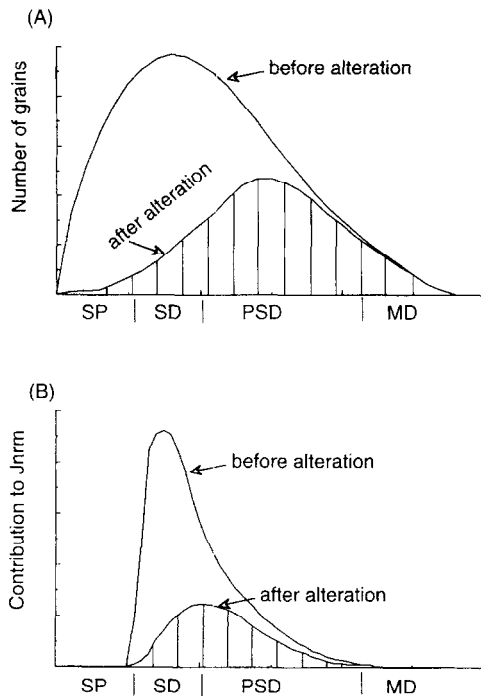 (A)
Number of grains
before alteration
after alteration
SP | SD | PSD | MD
(B)
Contribution to Jnrm
before alteration
after alteration
SP | SD | PSD | MD